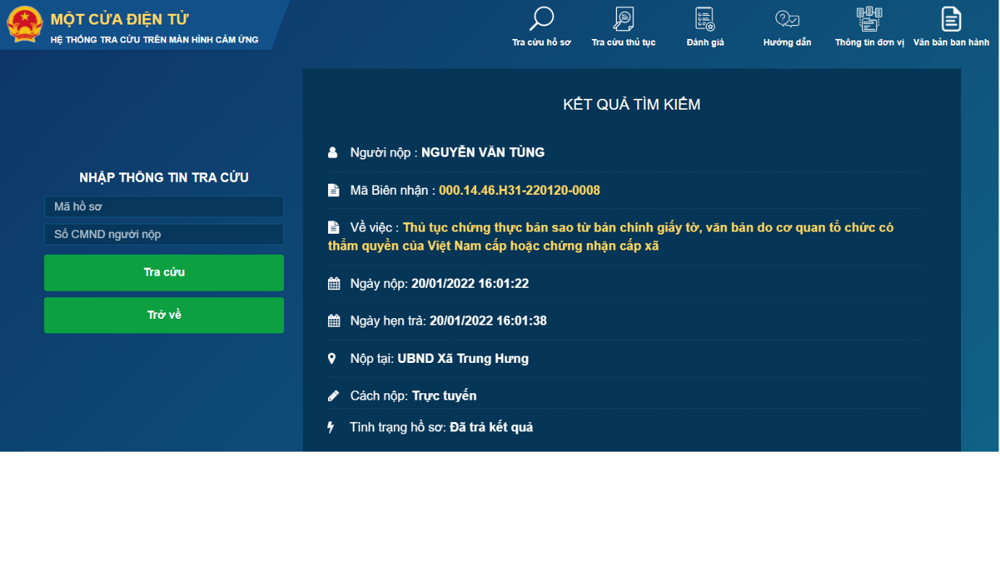 MỘT CỬA ĐIỆN TỬ
HỆ THỐNG TRA CỨU TRÊN MÀN HÌNH CẢM ỨNG
Tra cứu hồ sơ
Tra cứu thủ tục
Đánh giá
Hướng dẫn
Thông tin đơn vị
Văn bản ban hành
NHẬP THÔNG TIN TRA CỨU
Mã hồ sơ
Số CMND người nộp
Tra cứu
Trở về
KẾT QUẢ TÌM KIẾM
Người nộp : NGUYỄN VĂN TÙNG
Mã Biên nhận : 000.14.46.H31-220120-0008
Về việc : Thủ tục chứng thực bản sao từ bản chính giấy tờ, văn bản do cơ quan tổ chức có
thẩm quyền của Việt Nam cấp hoặc chứng nhận cấp xã
Ngày nộp: 20/01/2022 16:01:22
Ngày hẹn trả: 20/01/2022 16:01:38
Nộp tại: UBND Xã Trung Hưng
Cách nộp: Trực tuyến
Tình trạng hồ sơ: Đã trả kết quả